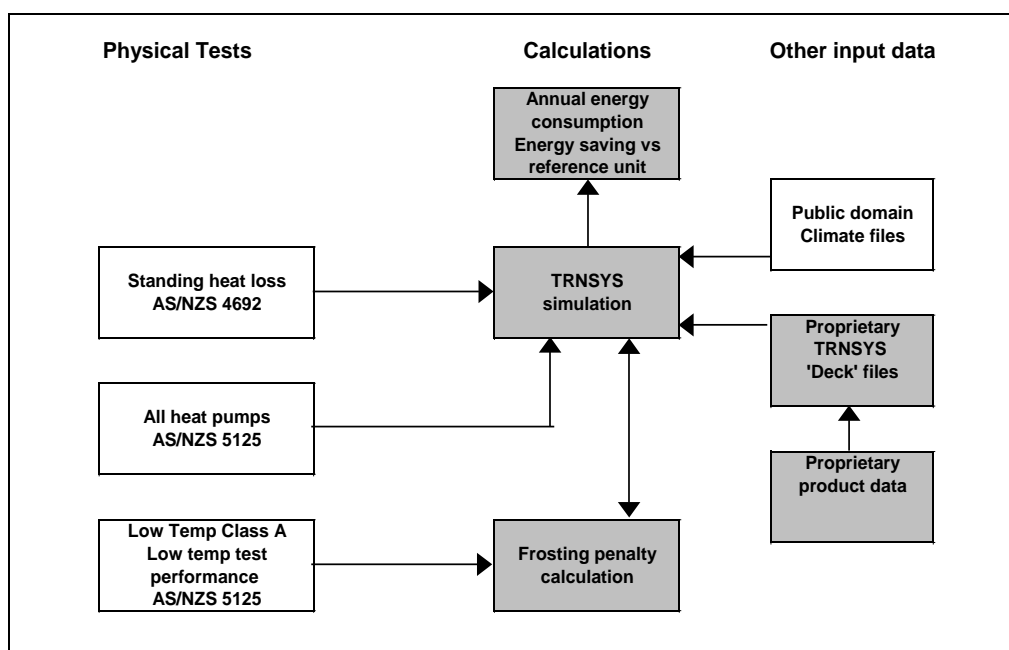 Physical Tests
Calculations
Other input data
Annual energy
consumption
Energy saving vs
reference unit
Public domain
Climate files
Standing heat loss
AS/NZS 4692
TRNSYS
simulation
Proprietary
TRNSYS
'Deck' files
All heat pumps
AS/NZS 5125
Proprietary
product data
Low Temp Class A
Low temp test
performance
AS/NZS 5125
Frosting penalty
calculation